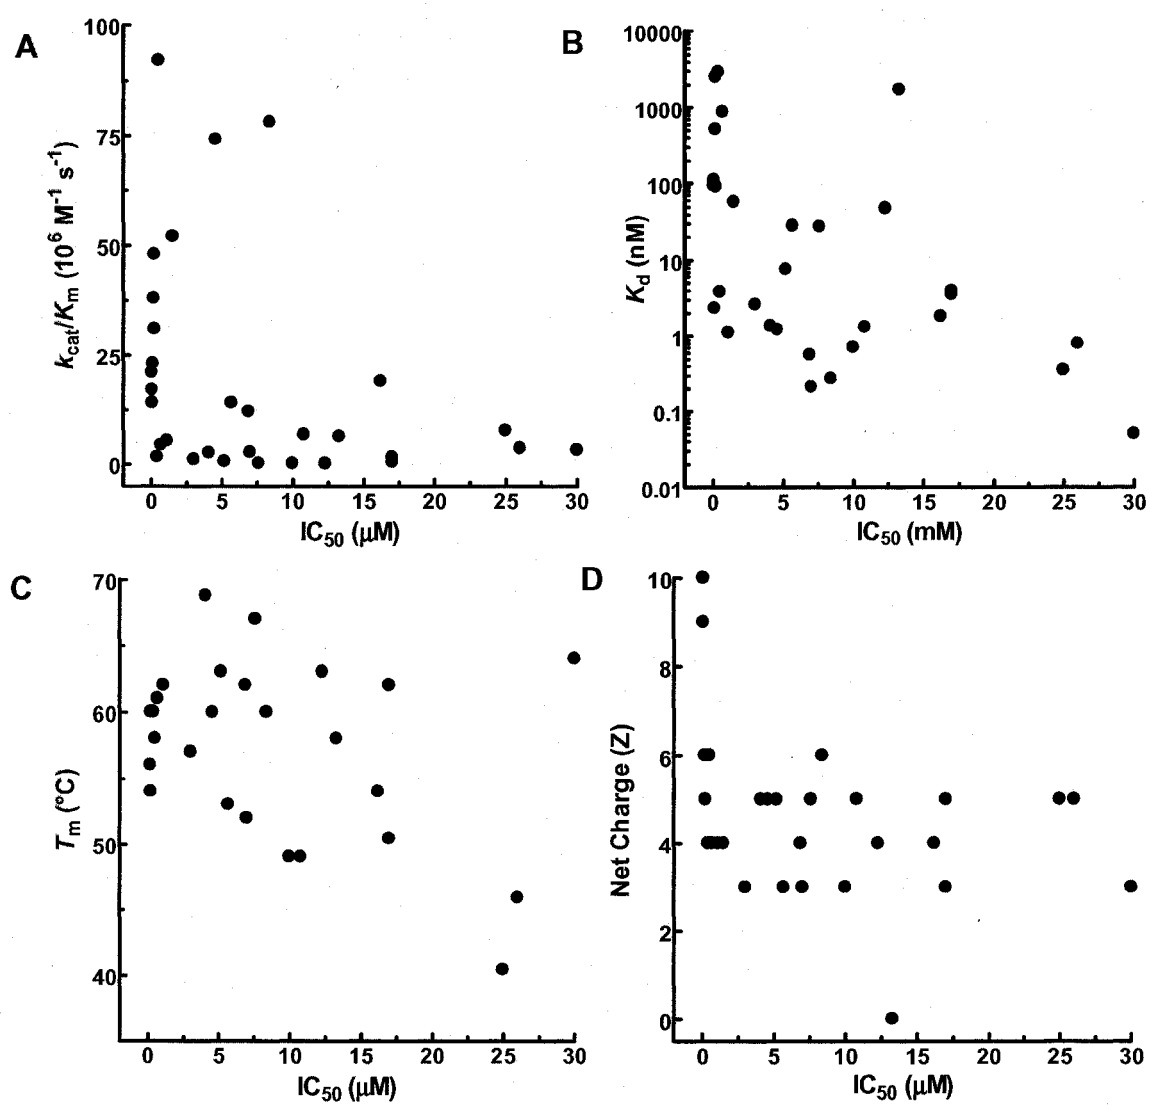 A
100
75
50
25
0
kcat/Km (10⁶ M⁻¹ s⁻¹)
0 5 10 15 20 25 30
IC₅₀ (µM)
B
10000
1000
100
10
1
0.1
0.01
Kd (nM)
0 5 10 15 20 25 30
IC₅₀ (mM)
C
70
60
50
40
Tm (°C)
0 5 10 15 20 25 30
IC₅₀ (µM)
D
10
8
6
4
2
0
Net Charge (Z)
0 5 10 15 20 25 30
IC₅₀ (µM)